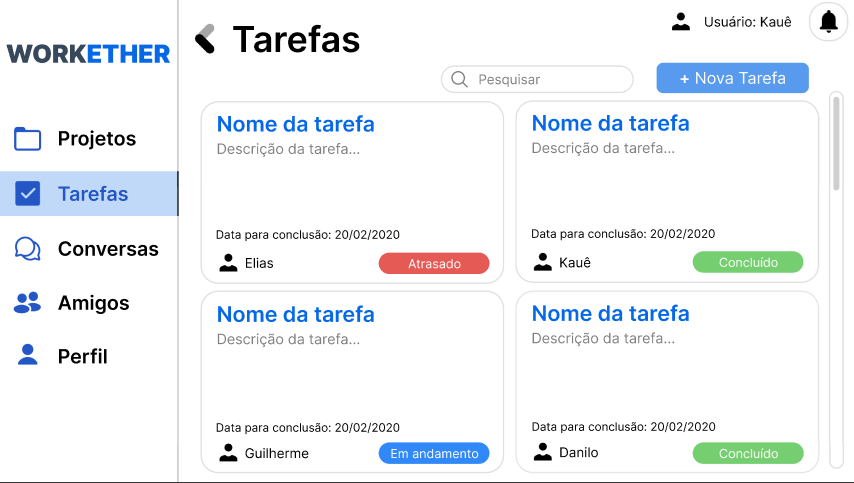 WORKETHER
Projetos
Tarefas
Conversas
Amigos
Perfil
Tarefas
Usuário: Kauê
Pesquisar
+ Nova Tarefa
Nome da tarefa
Descrição da tarefa...
Data para conclusão: 20/02/2020
Elias
Atrasado
Nome da tarefa
Descrição da tarefa...
Data para conclusão: 20/02/2020
Kauê
Concluído
Nome da tarefa
Descrição da tarefa...
Data para conclusão: 20/02/2020
Guilherme
Em andamento
Nome da tarefa
Descrição da tarefa...
Data para conclusão: 20/02/2020
Danilo
Concluído